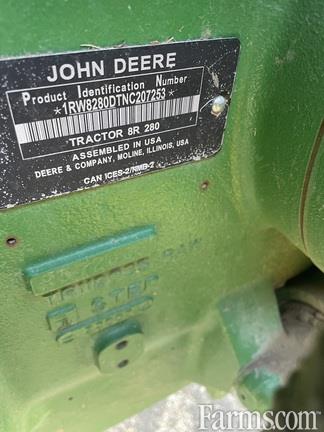 JOHN DEERE
Product Identification Number
*1RW8280DTNC207253*
TRACTOR 8R 280
ASSEMBLED IN USA
DEERE & COMPANY, MOLINE, ILLINOIS, USA
CAN ICES-2/NMB-2
Farms.com®